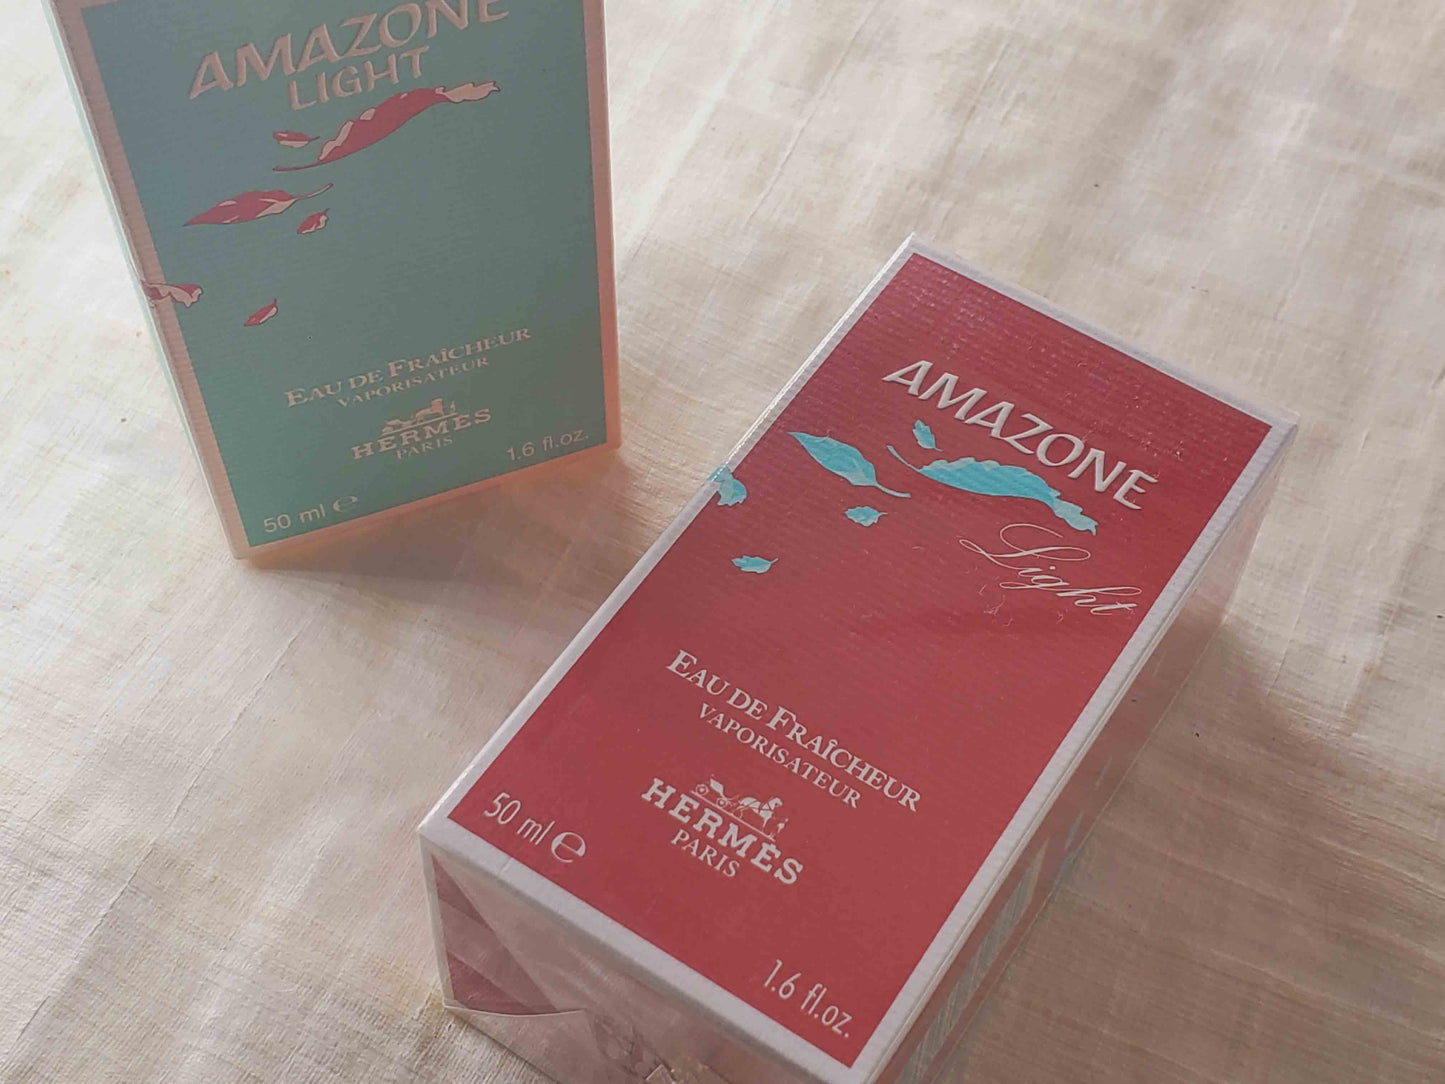 AMAZONE
LIGHT
EAU DE FRAÎCHEUR
VAPORISATEUR
HERMÈS
PARIS
50 ml ℮
1.6 fl.oz.
AMAZONE
Light
EAU DE FRAÎCHEUR
VAPORISATEUR
HERMÈS
PARIS
50 ml ℮
1.6 fl.oz.